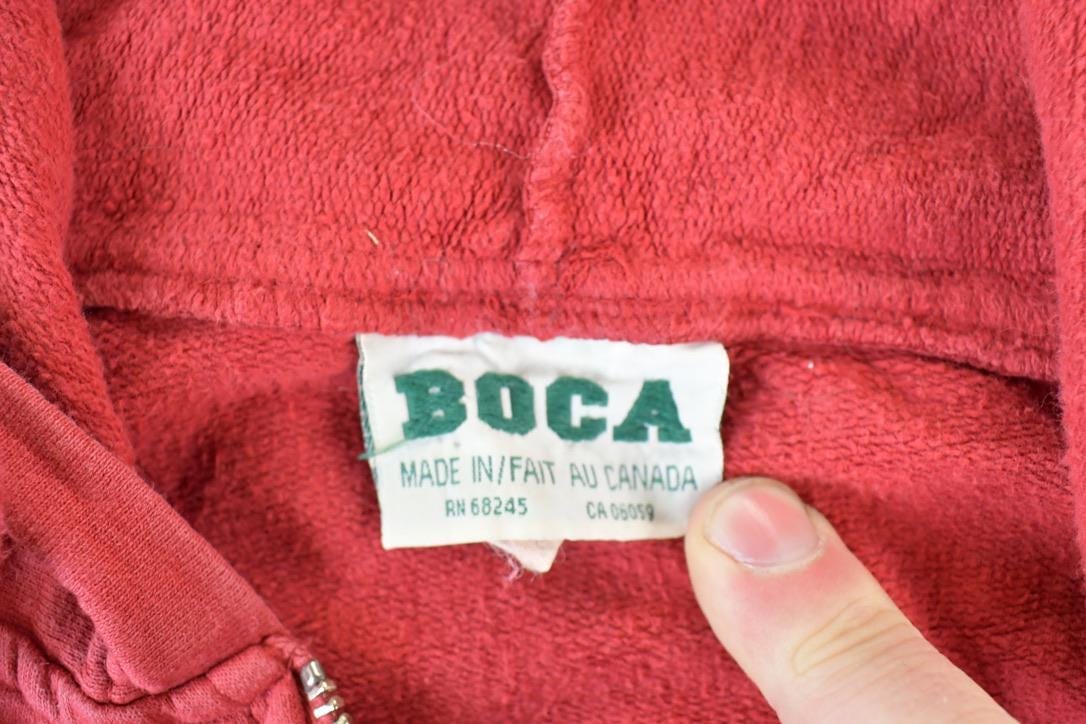 BOCA
MADE IN/FAIT AU CANADA
RN 68245 CA 06059